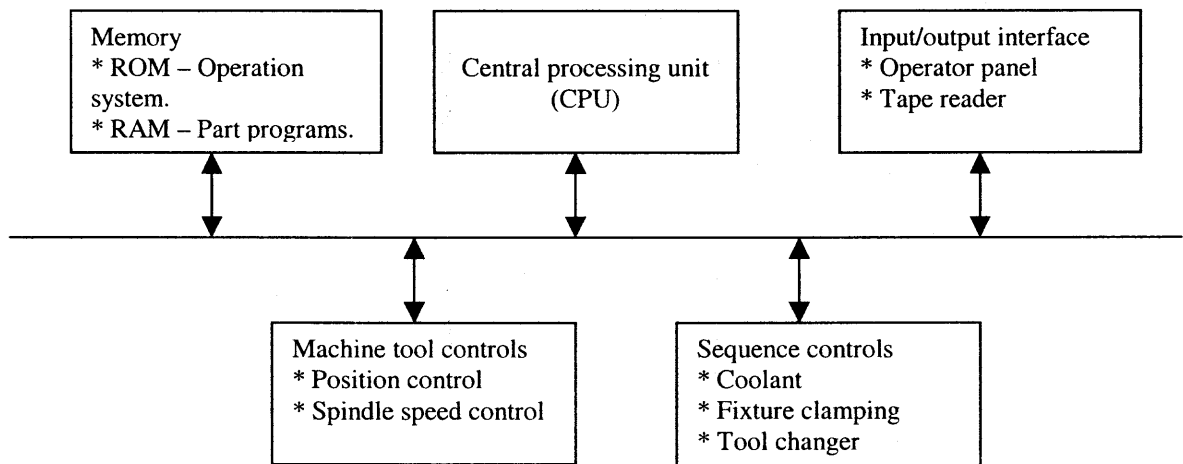 Memory
* ROM – Operation
system.
* RAM – Part programs.
Central processing unit
(CPU)
Input/output interface
* Operator panel
* Tape reader
Machine tool controls
* Position control
* Spindle speed control
Sequence controls
* Coolant
* Fixture clamping
* Tool changer